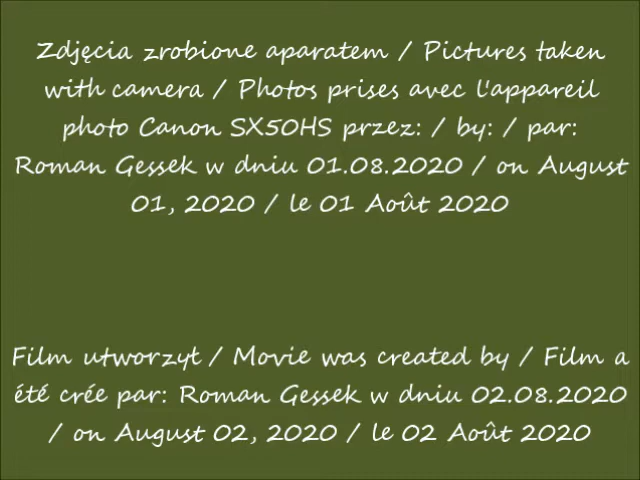 Zdjęcia zrobione aparatem / Pictures taken
with camera / Photos prises avec l'appareil
photo Canon SX50HS przez: / by: / par:
Roman Gessek w dniu 01.08.2020 / on August
01, 2020 / le 01 Août 2020
Film utworzył / Movie was created by / Film a
été crée par: Roman Gessek w dniu 02.08.2020
/ on August 02, 2020 / le 02 Août 2020